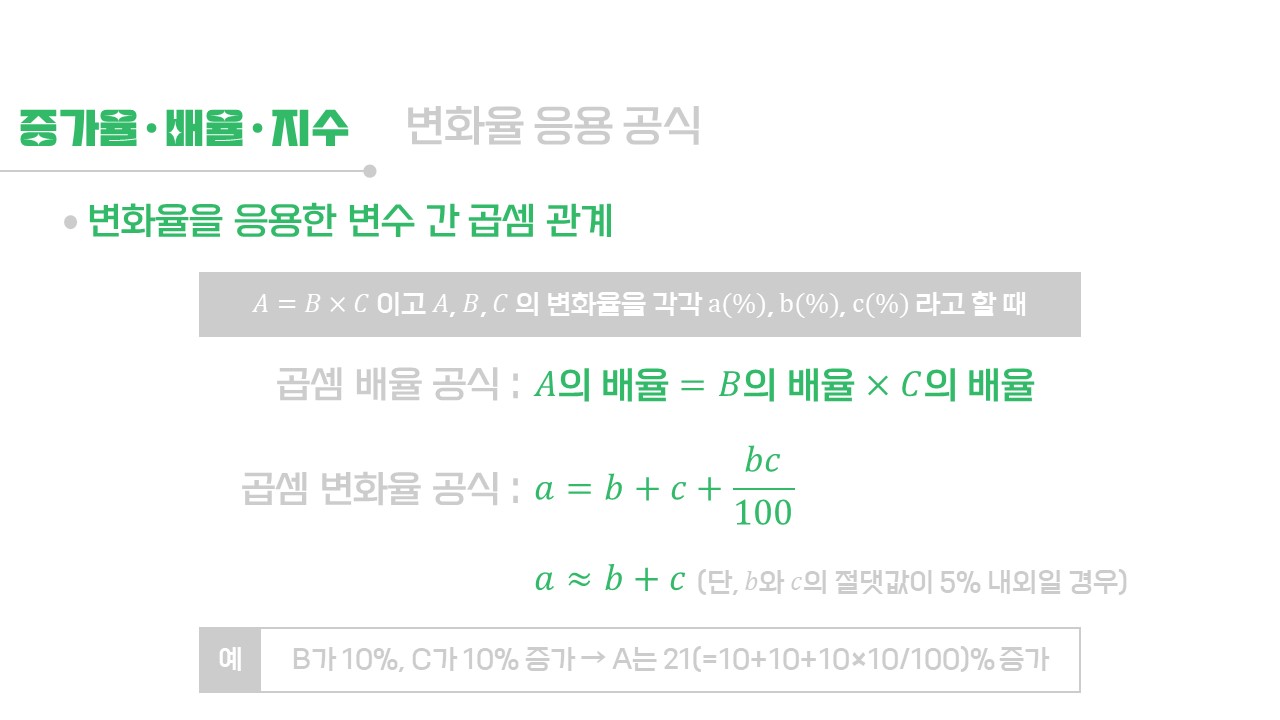 증가율·배율·지수 변화율 응용 공식
• 변화율을 응용한 변수 간 곱셈 관계
A = B × C 이고 A, B, C 의 변화율을 각각 a(%), b(%), c(%) 라고 할 때
곱셈 배율 공식 : A의 배율 = B의 배율 × C의 배율
곱셈 변화율 공식 : a = b + c + bc/100
a ≈ b + c (단, b와 c의 절댓값이 5% 내외일 경우)
예 B가 10%, C가 10% 증가 → A는 21(=10+10+10×10/100)% 증가